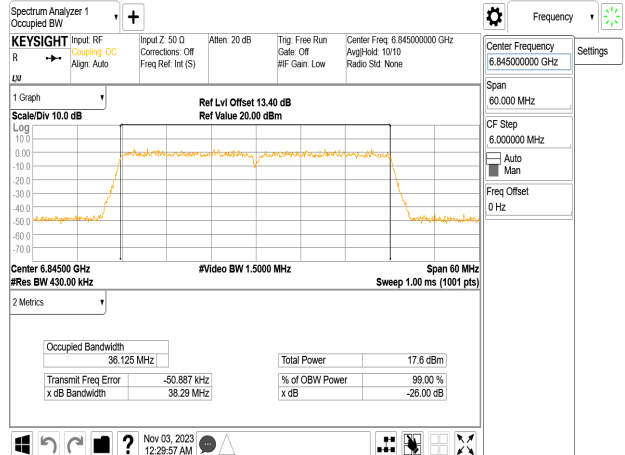 Spectrum Analyzer 1
Occupied BW
Frequency
KEYSIGHT
R
LXI
Input: RF
Coupling: DC
Align: Auto
Input Z: 50 Ω
Corrections: Off
Freq Ref: Int (S)
Atten: 20 dB
Trig: Free Run
Gate: Off
#IF Gain: Low
Center Freq: 6.845000000 GHz
Avg|Hold: 10/10
Radio Std: None
Center Frequency
6.845000000 GHz
Settings
Span
60.000 MHz
CF Step
6.000000 MHz
Auto
Man
Freq Offset
0 Hz
1 Graph
Scale/Div 10.0 dB
Ref Lvl Offset 13.40 dB
Ref Value 20.00 dBm
Log
10.0
0.00
-10.0
-20.0
-30.0
-40.0
-50.0
-60.0
-70.0
Center 6.84500 GHz
#Video BW 1.5000 MHz
Span 60 MHz
#Res BW 430.00 kHz
Sweep 1.00 ms (1001 pts)
2 Metrics
Occupied Bandwidth
36.125 MHz
Total Power 17.6 dBm
Transmit Freq Error -50.887 kHz
% of OBW Power 99.00 %
x dB Bandwidth 38.29 MHz
x dB -26.00 dB
?
Nov 03, 2023
12:29:57 AM